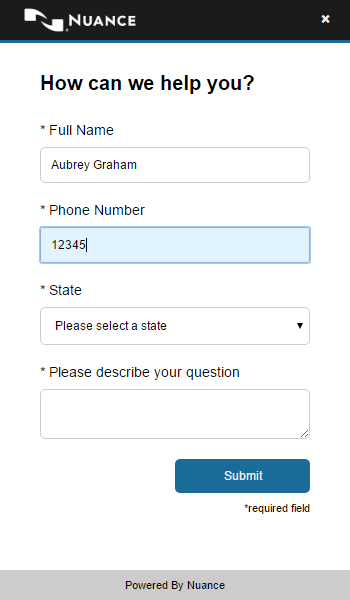 NUANCE ×
How can we help you?
* Full Name
Aubrey Graham
* Phone Number
12345
* State
Please select a state
* Please describe your question
Submit
*required field
Powered By Nuance